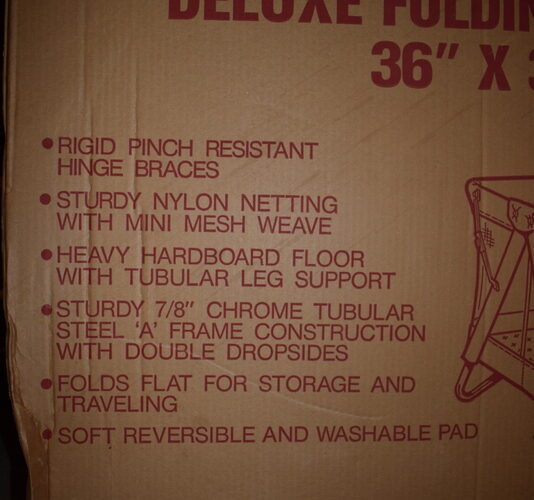 DELUXE
36" X
• RIGID PINCH RESISTANT
HINGE BRACES
• STURDY NYLON NETTING
WITH MINI MESH WEAVE
• HEAVY HARDBOARD FLOOR
WITH TUBULAR LEG SUPPORT
• STURDY 7/8" CHROME TUBULAR
STEEL 'A' FRAME CONSTRUCTION
WITH DOUBLE DROPSIDES
• FOLDS FLAT FOR STORAGE AND
TRAVELING
• SOFT REVERSIBLE AND WASHABLE PAD